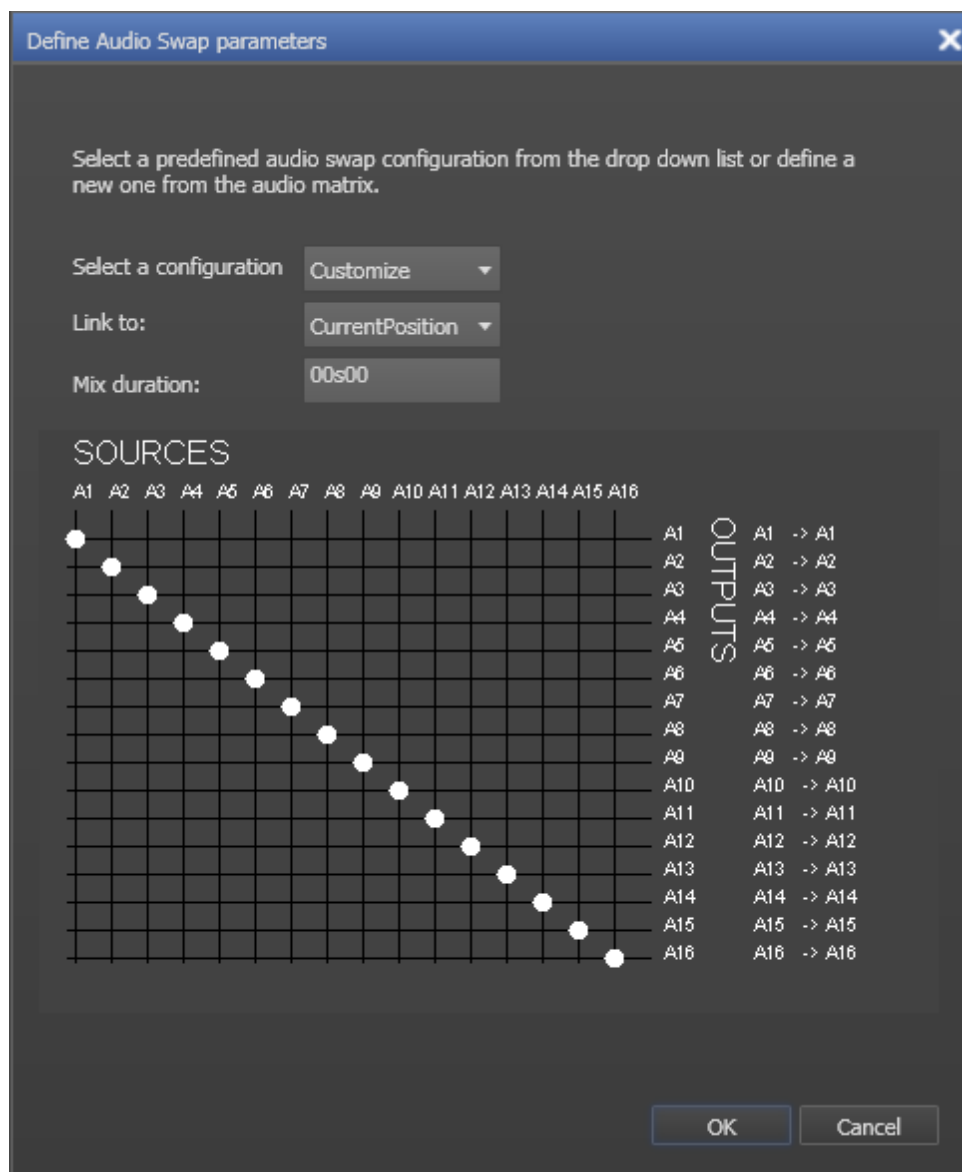 Define Audio Swap parameters
Select a predefined audio swap configuration from the drop down list or define a
new one from the audio matrix.
Select a configuration Customize
Link to: CurrentPosition
Mix duration: 00s00
SOURCES
A1 A2 A3 A4 A5 A6 A7 A8 A9 A10 A11 A12 A13 A14 A15 A16
OUTPUTS
A1 A1 -> A1
A2 A2 -> A2
A3 A3 -> A3
A4 A4 -> A4
A5 A5 -> A5
A6 A6 -> A6
A7 A7 -> A7
A8 A8 -> A8
A9 A9 -> A9
A10 A10 -> A10
A11 A11 -> A11
A12 A12 -> A12
A13 A13 -> A13
A14 A14 -> A14
A15 A15 -> A15
A16 A16 -> A16
OK Cancel